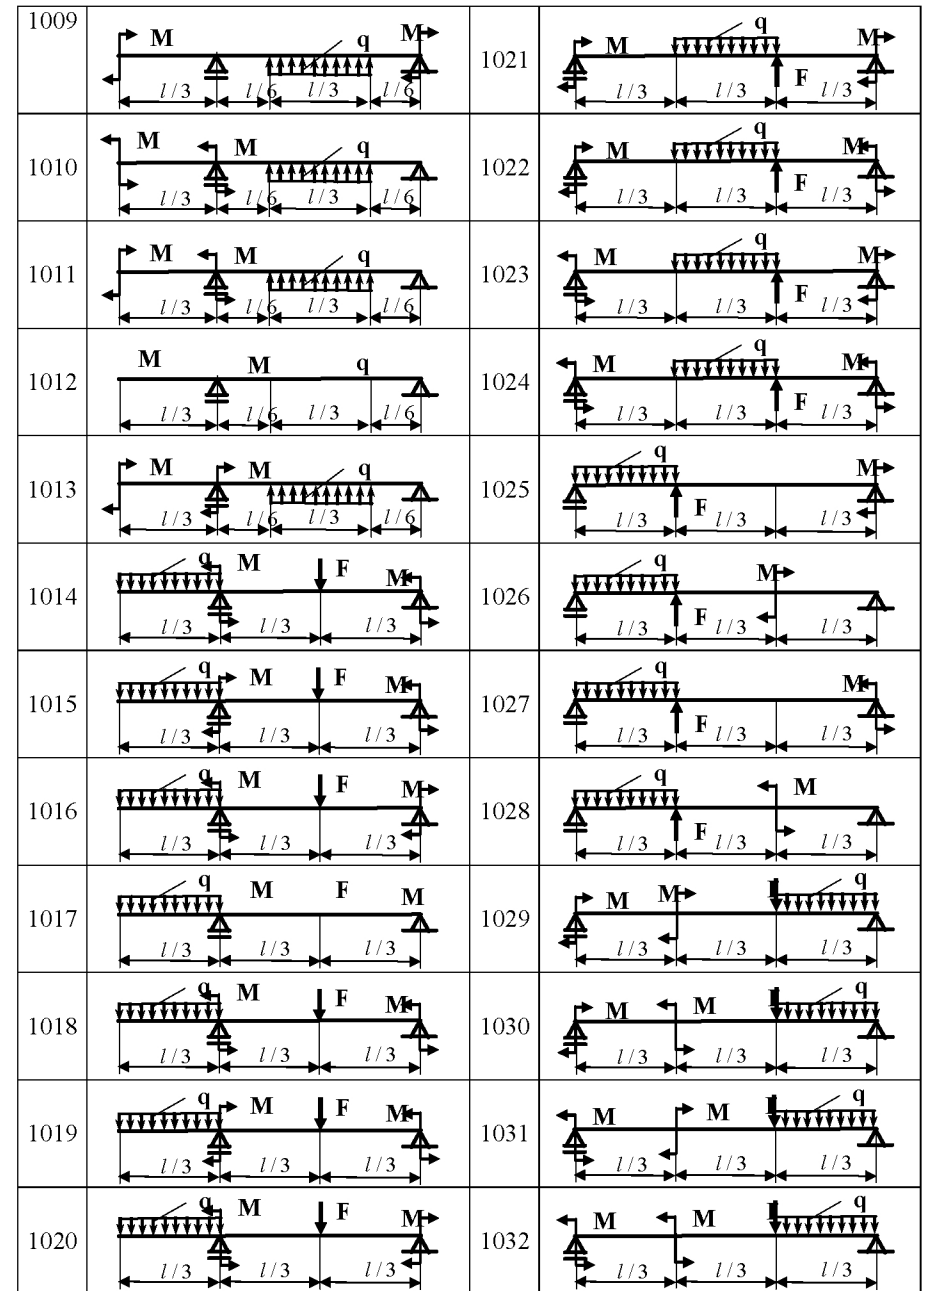 1009 M q M l/3 l/6 l/3 l/6
1021 M q M F l/3 l/3 l/3
1010 M M q l/3 l/6 l/3 l/6
1022 M q M F l/3 l/3 l/3
1011 M M q l/3 l/6 l/3 l/6
1023 M q M F l/3 l/3 l/3
1012 M M q l/3 l/6 l/3 l/6
1024 M q M F l/3 l/3 l/3
1013 M M q l/3 l/6 l/3 l/6
1025 q M F l/3 l/3 l/3
1014 q M F M l/3 l/3 l/3
1026 q M F l/3 l/3 l/3
1015 q M F M l/3 l/3 l/3
1027 q M F l/3 l/3 l/3
1016 q M F M l/3 l/3 l/3
1028 q M F l/3 l/3 l/3
1017 q M F M l/3 l/3 l/3
1029 M M q l/3 l/3 l/3
1018 q M F M l/3 l/3 l/3
1030 M M q l/3 l/3 l/3
1019 q M F M l/3 l/3 l/3
1031 M M q l/3 l/3 l/3
1020 q M F M l/3 l/3 l/3
1032 M M q l/3 l/3 l/3